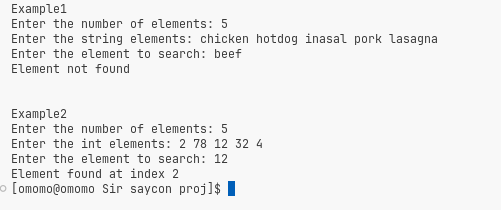 Example1
Enter the number of elements: 5
Enter the string elements: chicken hotdog inasal pork lasagna
Enter the element to search: beef
Element not found
Example2
Enter the number of elements: 5
Enter the int elements: 2 78 12 32 4
Enter the element to search: 12
Element found at index 2
[omomo@omomo Sir saycon proj]$